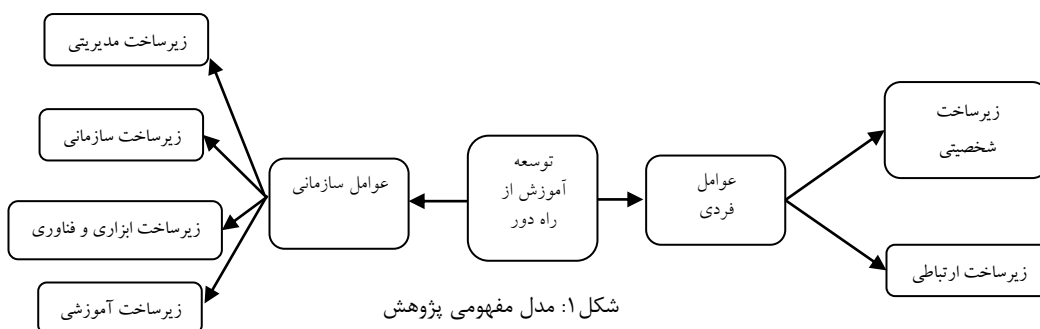 زیرساخت
شخصیتی
زیرساخت ارتباطی
عوامل
فردی
توسعه
آموزش از
راه دور
عوامل سازمانی
زیرساخت مدیریتی
زیرساخت سازمانی
زیرساخت ابزاری و فناوری
زیرساخت آموزشی
شکل۱: مدل مفهومی پژوهش